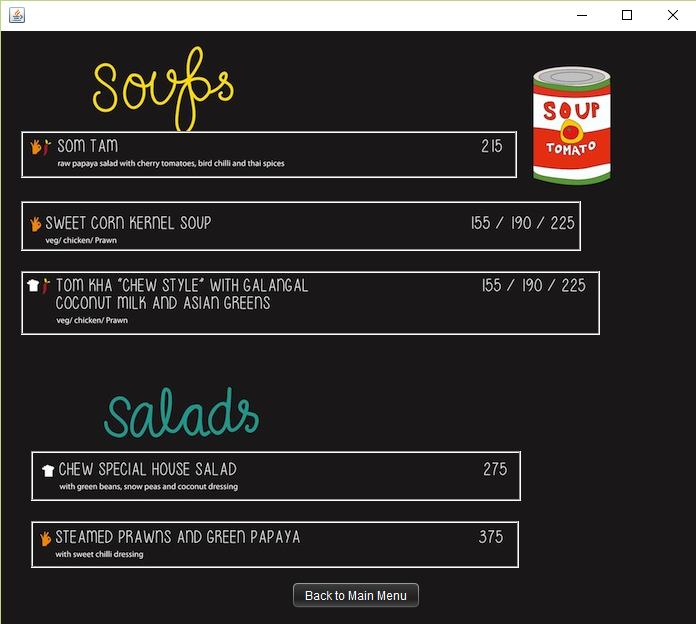 Soups
SOUP
TOMATO
SOM TAM 215
raw papaya salad with cherry tomatoes, bird chilli and thai spices
SWEET CORN KERNEL SOUP 155 / 190 / 225
veg/ chicken/ Prawn
TOM KHA “CHEW STYLE” WITH GALANGAL 155 / 190 / 225
COCONUT MILK AND ASIAN GREENS
veg/ chicken/ Prawn
Salads
CHEW SPECIAL HOUSE SALAD 275
with green beans, snow peas and coconut dressing
STEAMED PRAWNS AND GREEN PAPAYA 375
with sweet chilli dressing
Back to Main Menu